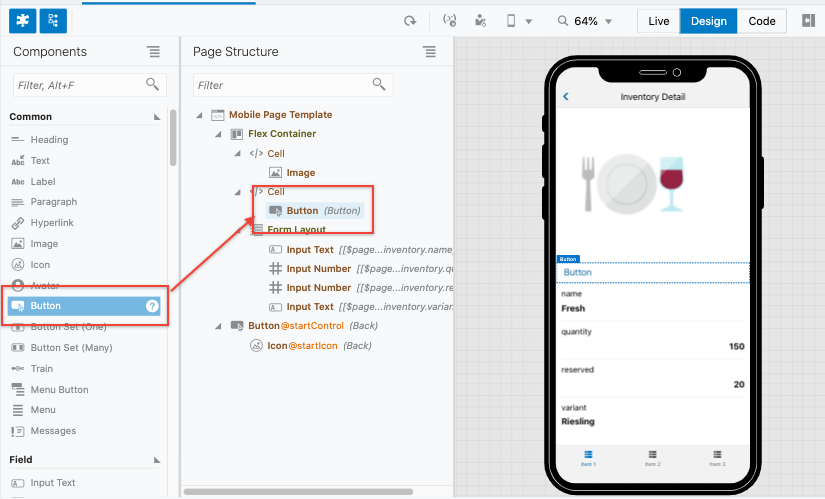 64%
Live
Design
Code
Components
Filter, Alt+F
Common
Heading
Abc Text
Abc Label
Paragraph
Hyperlink
Image
Icon
Avatar
Button ?
Button Set (One)
Button Set (Many)
Train
Menu Button
Menu
Messages
Field
Input Text
Page Structure
Filter
Mobile Page Template
Flex Container
</> Cell
Image
</> Cell
Button (Button)
Form Layout
Input Text [[$page...inventory.name
Input Number [[$page...inventory.qu
Input Number [[$page...inventory.re
Input Text [[$page...inventory.varian
Button@startControl (Back)
Icon@startIcon (Back)
Inventory Detail
Button
Button
name
Fresh
quantity
150
reserved
20
variant
Riesling
Item 1
Item 2
Item 3